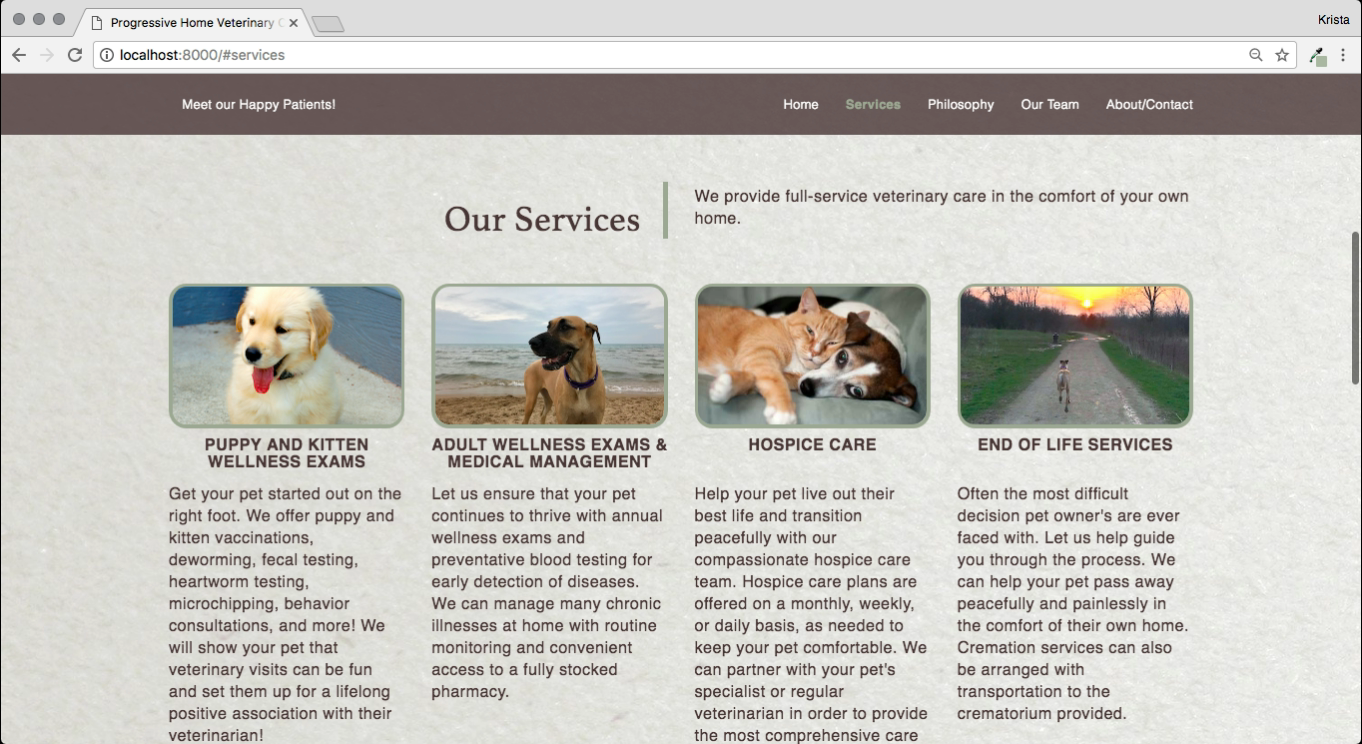 Progressive Home Veterinary
Krista
localhost:8000/#services
Meet our Happy Patients!
Home
Services
Philosophy
Our Team
About/Contact
Our Services
We provide full-service veterinary care in the comfort of your own
home.
PUPPY AND KITTEN
WELLNESS EXAMS
Get your pet started out on the
right foot. We offer puppy and
kitten vaccinations,
deworming, fecal testing,
heartworm testing,
microchipping, behavior
consultations, and more! We
will show your pet that
veterinary visits can be fun
and set them up for a lifelong
positive association with their
veterinarian!
ADULT WELLNESS EXAMS &
MEDICAL MANAGEMENT
Let us ensure that your pet
continues to thrive with annual
wellness exams and
preventative blood testing for
early detection of diseases.
We can manage many chronic
illnesses at home with routine
monitoring and convenient
access to a fully stocked
pharmacy.
HOSPICE CARE
Help your pet live out their
best life and transition
peacefully with our
compassionate hospice care
team. Hospice care plans are
offered on a monthly, weekly,
or daily basis, as needed to
keep your pet comfortable. We
can partner with your pet's
specialist or regular
veterinarian in order to provide
the most comprehensive care
END OF LIFE SERVICES
Often the most difficult
decision pet owner's are ever
faced with. Let us help guide
you through the process. We
can help your pet pass away
peacefully and painlessly in
the comfort of their own home.
Cremation services can also
be arranged with
transportation to the
crematorium provided.